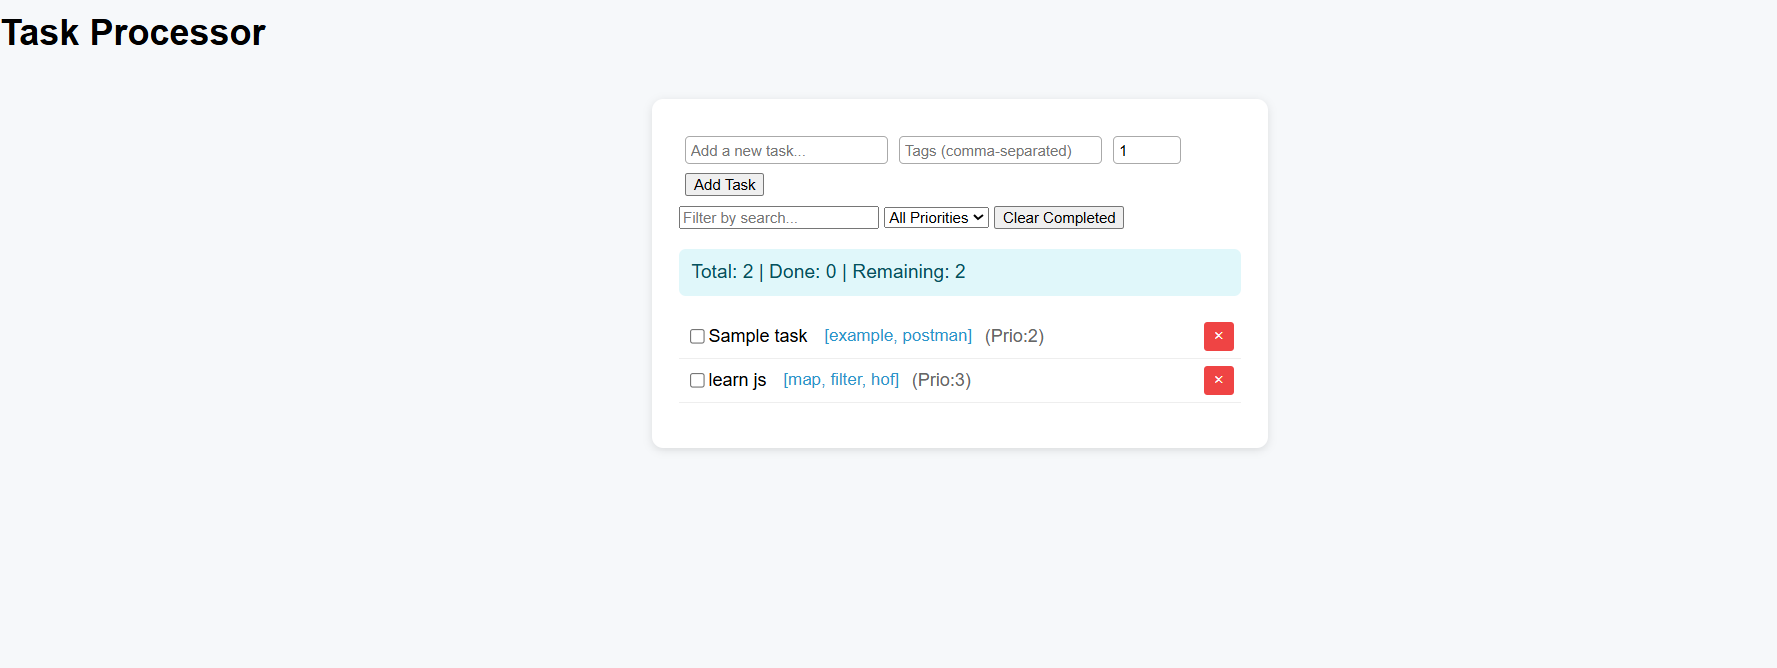 Task Processor
Add a new task... Tags (comma-separated) 1
Add Task
Filter by search... All Priorities Clear Completed
Total: 2 | Done: 0 | Remaining: 2
Sample task [example, postman] (Prio:2) ×
learn js [map, filter, hof] (Prio:3) ×